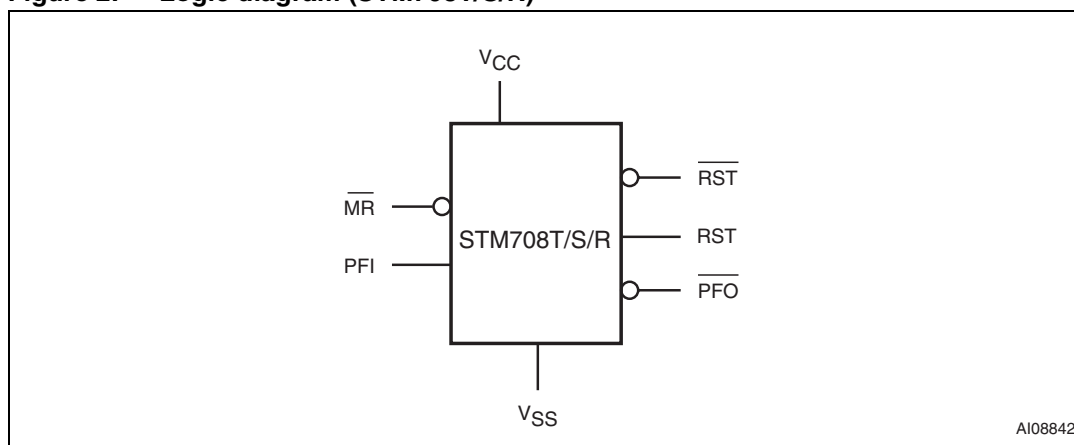 Figure 2. Logic diagram (STM708T/S/R)
VCC
MR
PFI
STM708T/S/R
RST
RST
PFO
VSS
AI08842